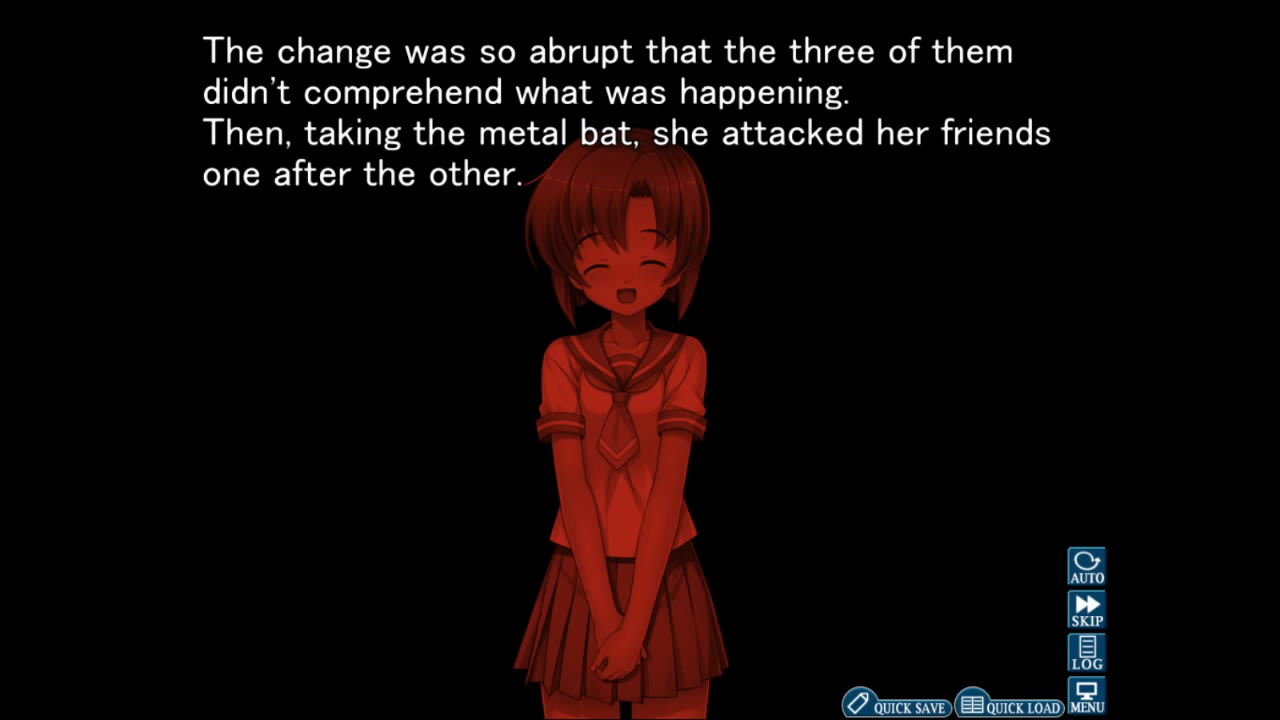 The change was so abrupt that the three of them
didn't comprehend what was happening.
Then, taking the metal bat, she attacked her friends
one after the other.
AUTO
SKIP
LOG
MENU
QUICK SAVE
QUICK LOAD